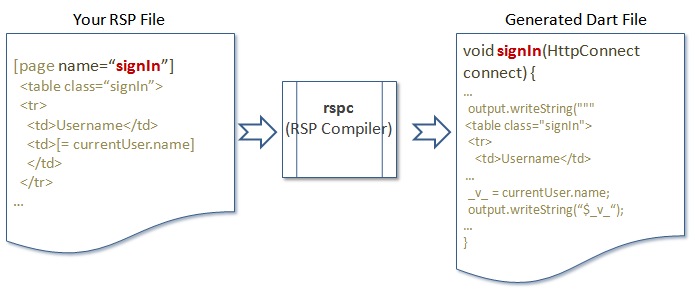 Your RSP File
[page name=“signIn”]
<table class=“signIn”>
<tr>
<td>Username</td>
<td>[= currentUser.name]
</td>
</tr>
...
rspc
(RSP Compiler)
Generated Dart File
void signIn(HttpConnect
connect) {
...
output.writeString("""
<table class="signIn">
<tr>
<td>Username</td>
...
_v_ = currentUser.name;
output.writeString(“$_v_“);
...
}